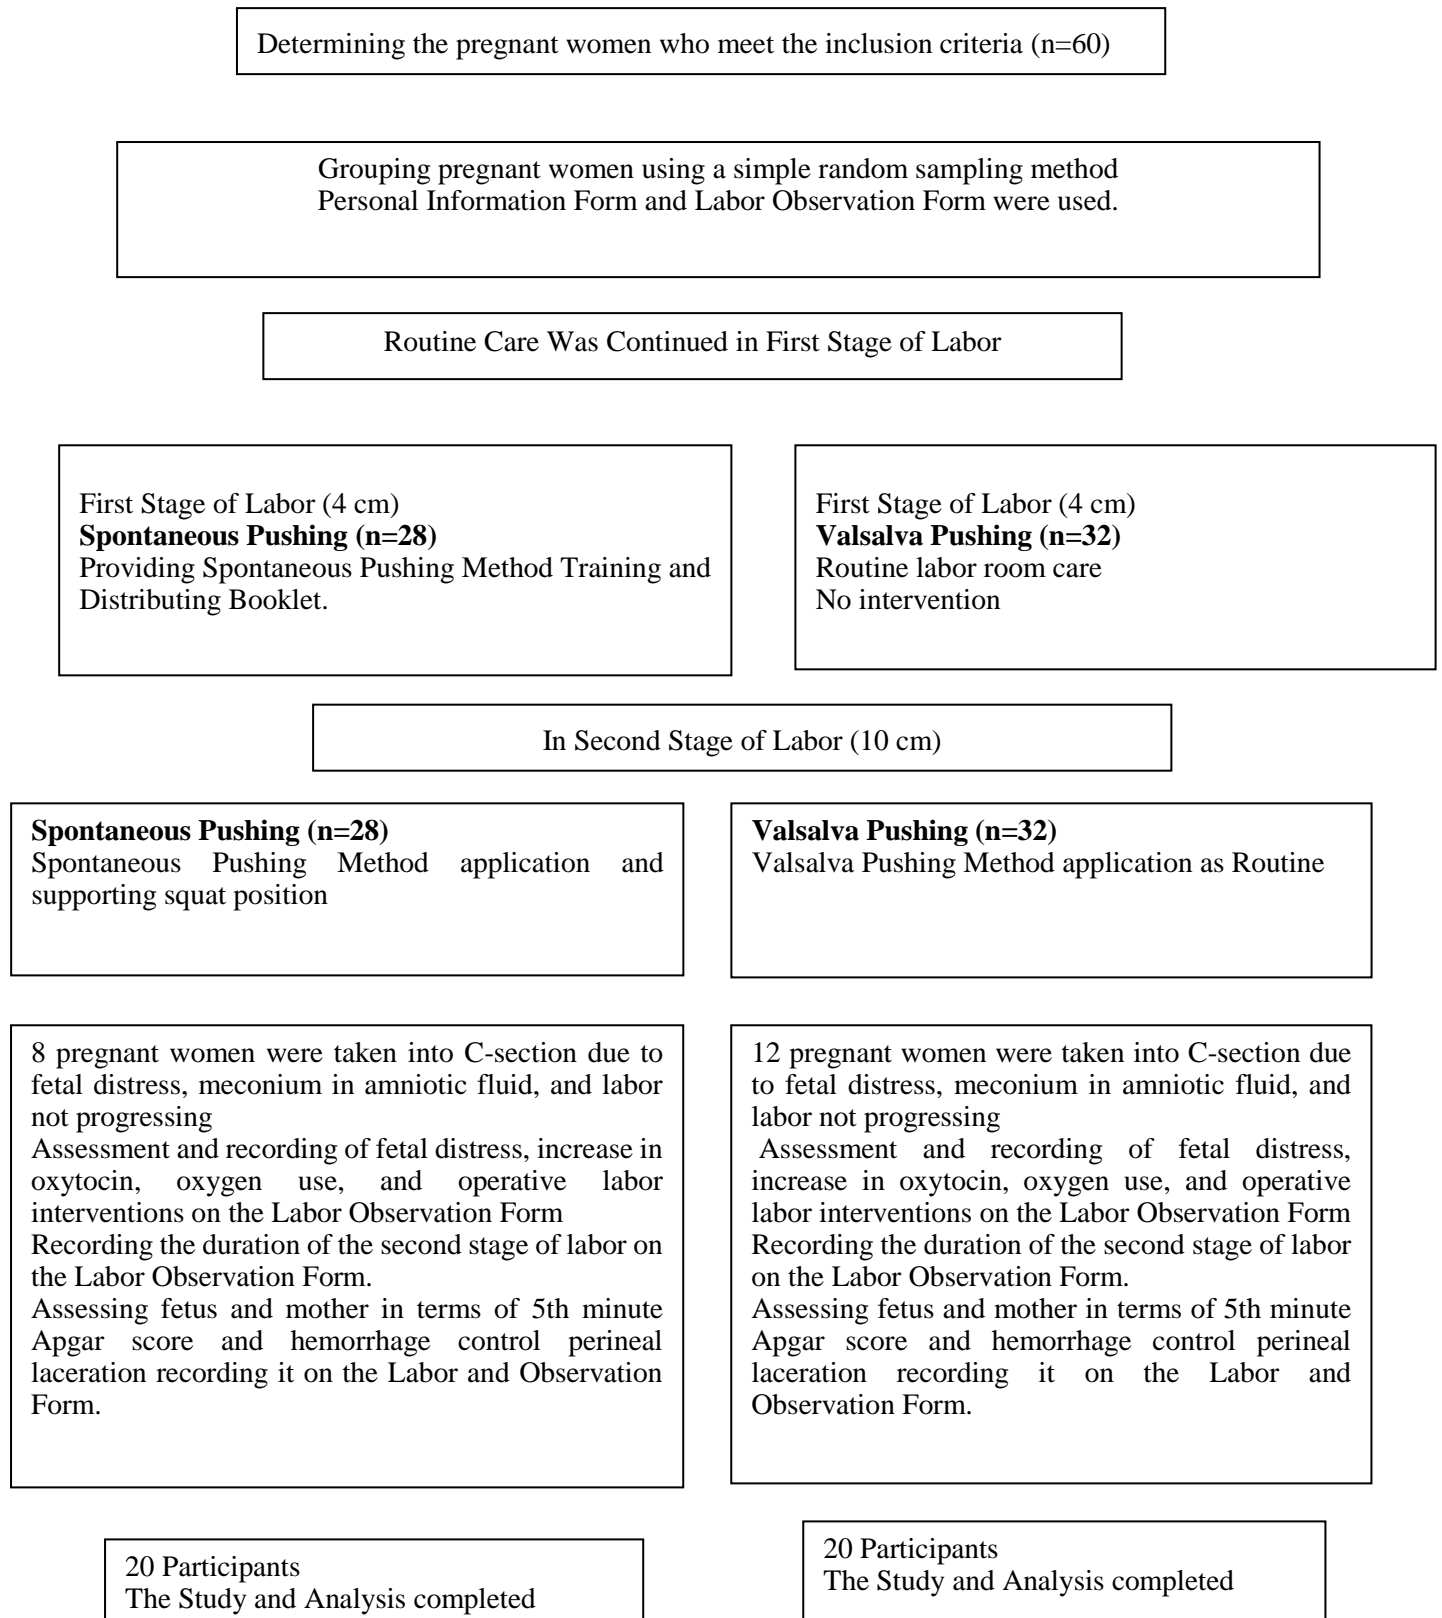 Determining the pregnant women who meet the inclusion criteria (n=60)
Grouping pregnant women using a simple random sampling method
Personal Information Form and Labor Observation Form were used.
Routine Care Was Continued in First Stage of Labor
First Stage of Labor (4 cm)
Spontaneous Pushing (n=28)
Providing Spontaneous Pushing Method Training and
Distributing Booklet.
First Stage of Labor (4 cm)
Valsalva Pushing (n=32)
Routine labor room care
No intervention
In Second Stage of Labor (10 cm)
Spontaneous Pushing (n=28)
Spontaneous Pushing Method application and
supporting squat position
Valsalva Pushing (n=32)
Valsalva Pushing Method application as Routine
8 pregnant women were taken into C-section due to
fetal distress, meconium in amniotic fluid, and labor
not progressing
Assessment and recording of fetal distress, increase in
oxytocin, oxygen use, and operative labor
interventions on the Labor Observation Form
Recording the duration of the second stage of labor on
the Labor Observation Form.
Assessing fetus and mother in terms of 5th minute
Apgar score and hemorrhage control perineal
laceration recording it on the Labor and Observation
Form.
12 pregnant women were taken into C-section due
to fetal distress, meconium in amniotic fluid, and
labor not progressing
Assessment and recording of fetal distress,
increase in oxytocin, oxygen use, and operative
labor interventions on the Labor Observation Form
Recording the duration of the second stage of labor
on the Labor Observation Form.
Assessing fetus and mother in terms of 5th minute
Apgar score and hemorrhage control perineal
laceration recording it on the Labor and
Observation Form.
20 Participants
The Study and Analysis completed
20 Participants
The Study and Analysis completed